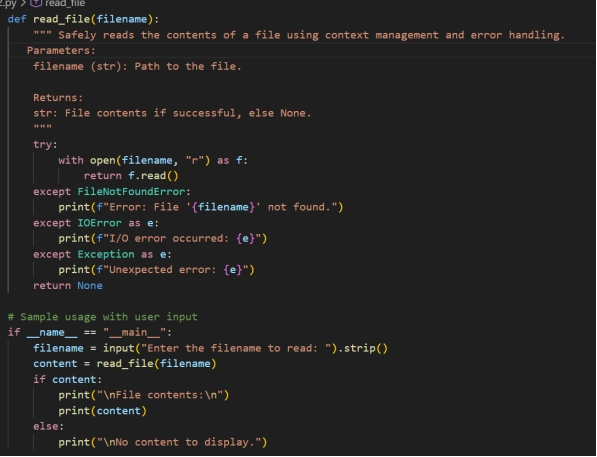 2.py > read_file
def read_file(filename):
    """ Safely reads the contents of a file using context management and error handling.
   Parameters:
    filename (str): Path to the file.

    Returns:
    str: File contents if successful, else None.
    """
    try:
        with open(filename, "r") as f:
            return f.read()
    except FileNotFoundError:
        print(f"Error: File '{filename}' not found.")
    except IOError as e:
        print(f"I/O error occurred: {e}")
    except Exception as e:
        print(f"Unexpected error: {e}")
    return None

# Sample usage with user input
if __name__ == "__main__":
    filename = input("Enter the filename to read: ").strip()
    content = read_file(filename)
    if content:
        print("\nFile contents:\n")
        print(content)
    else:
        print("\nNo content to display.")